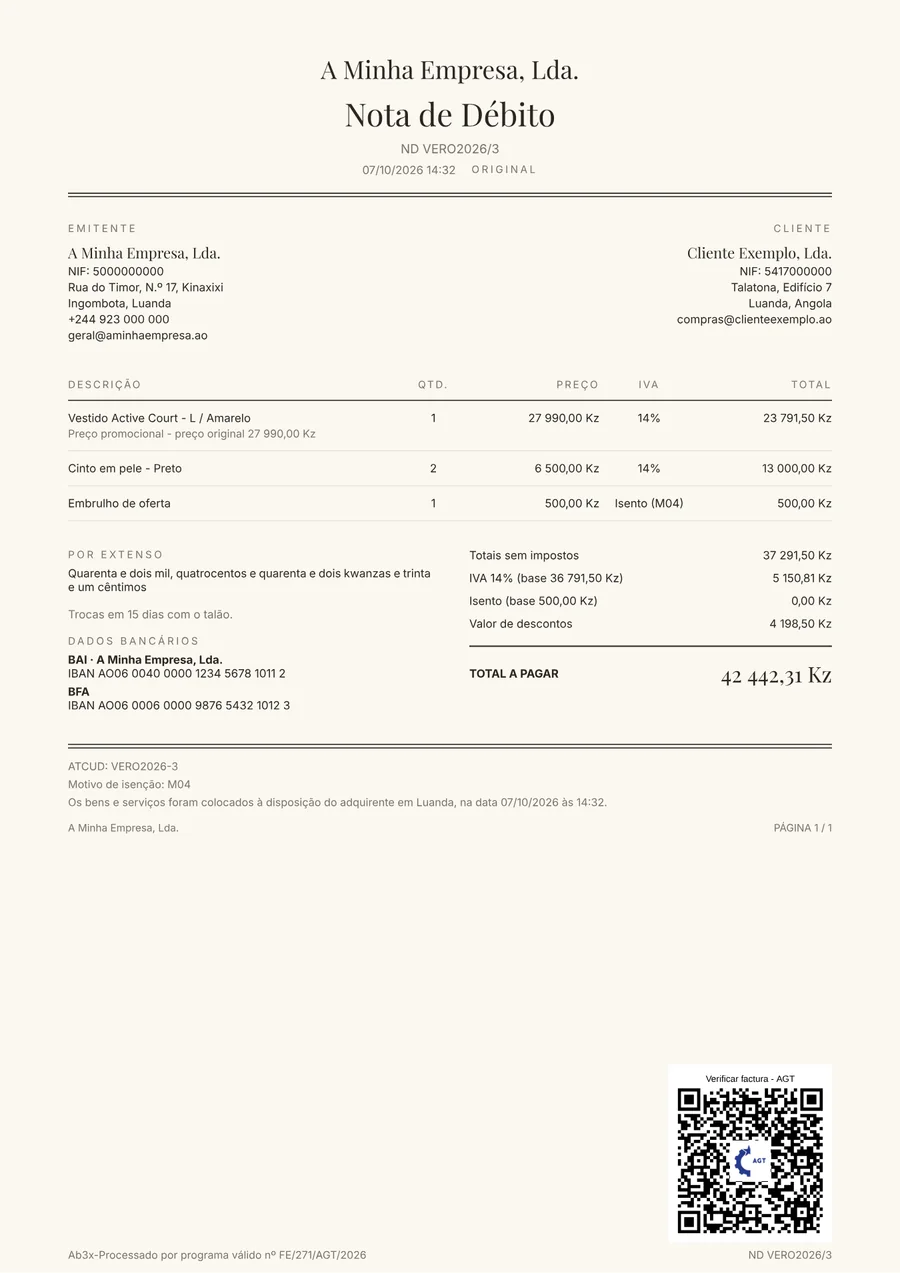 A Minha Empresa, Lda.
Nota de Débito
ND VERO2026/3
07/10/2026 14:32 ORIGINAL
EMITENTE
A Minha Empresa, Lda.
NIF: 5000000000
Rua do Timor, N.º 17, Kinaxixi
Ingombota, Luanda
+244 923 000 000
geral@aminhaempresa.ao
CLIENTE
Cliente Exemplo, Lda.
NIF: 5417000000
Talatona, Edifício 7
Luanda, Angola
compras@clienteexemplo.ao
DESCRIÇÃO QTD. PREÇO IVA TOTAL
Vestido Active Court - L / Amarelo 1 27 990,00 Kz 14% 23 791,50 Kz
Preço promocional - preço original 27 990,00 Kz
Cinto em pele - Preto 2 6 500,00 Kz 14% 13 000,00 Kz
Embrulho de oferta 1 500,00 Kz Isento (M04) 500,00 Kz
POR EXTENSO
Quarenta e dois mil, quatrocentos e quarenta e dois kwanzas e trinta
e um cêntimos
Trocas em 15 dias com o talão.
DADOS BANCÁRIOS
BAI · A Minha Empresa, Lda.
IBAN AO06 0040 0000 1234 5678 1011 2
BFA
IBAN AO06 0006 0000 9876 5432 1012 3
Totais sem impostos 37 291,50 Kz
IVA 14% (base 36 791,50 Kz) 5 150,81 Kz
Isento (base 500,00 Kz) 0,00 Kz
Valor de descontos 4 198,50 Kz
TOTAL A PAGAR 42 442,31 Kz
ATCUD: VERO2026-3
Motivo de isenção: M04
Os bens e serviços foram colocados à disposição do adquirente em Luanda, na data 07/10/2026 às 14:32.
A Minha Empresa, Lda. PÁGINA 1 / 1
Verificar factura - AGT
AGT
Ab3x-Processado por programa válido nº FE/271/AGT/2026 ND VERO2026/3